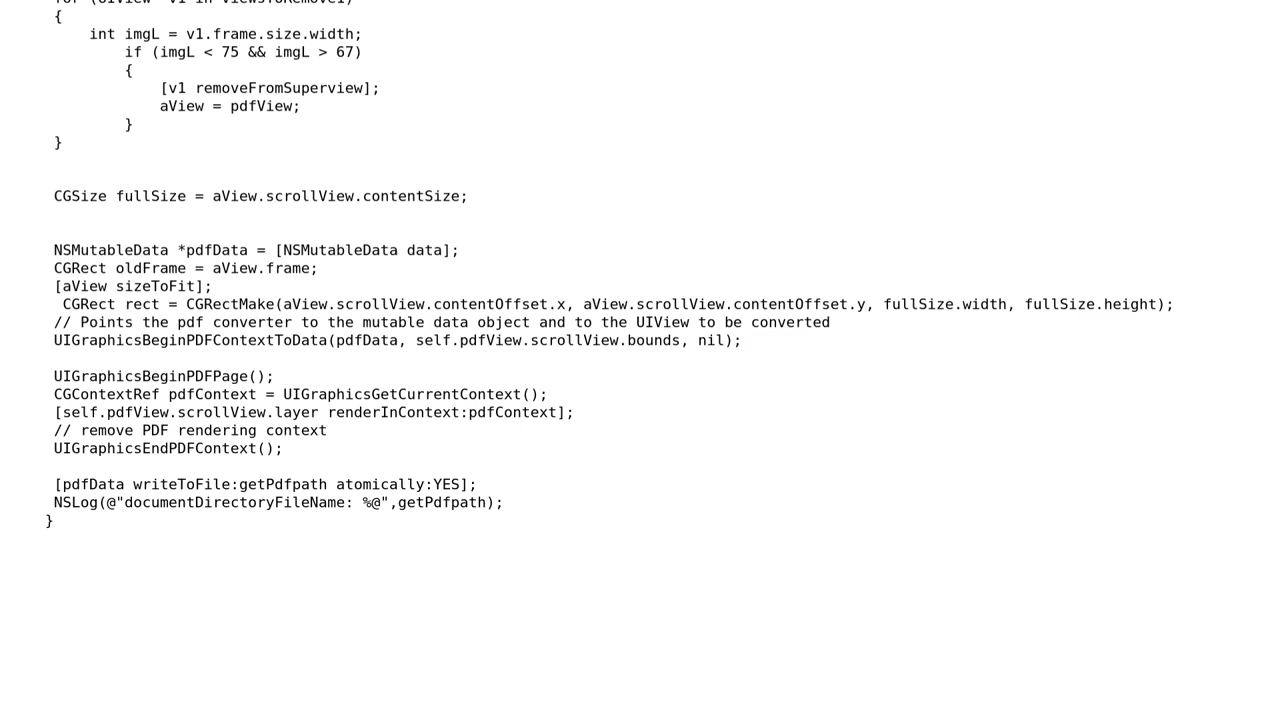 {
int imgL = v1.frame.size.width;
if (imgL < 75 && imgL > 67)
{
[v1 removeFromSuperview];
aView = pdfView;
}
}
CGSize fullSize = aView.scrollView.contentSize;
NSMutableData *pdfData = [NSMutableData data];
CGRect oldFrame = aView.frame;
[aView sizeToFit];
CGRect rect = CGRectMake(aView.scrollView.contentOffset.x, aView.scrollView.contentOffset.y, fullSize.width, fullSize.height);
// Points the pdf converter to the mutable data object and to the UIView to be converted
UIGraphicsBeginPDFContextToData(pdfData, self.pdfView.scrollView.bounds, nil);
UIGraphicsBeginPDFPage();
CGContextRef pdfContext = UIGraphicsGetCurrentContext();
[self.pdfView.scrollView.layer renderInContext:pdfContext];
// remove PDF rendering context
UIGraphicsEndPDFContext();
[pdfData writeToFile:getPdfpath atomically:YES];
NSLog(@"documentDirectoryFileName: %@",getPdfpath);
}